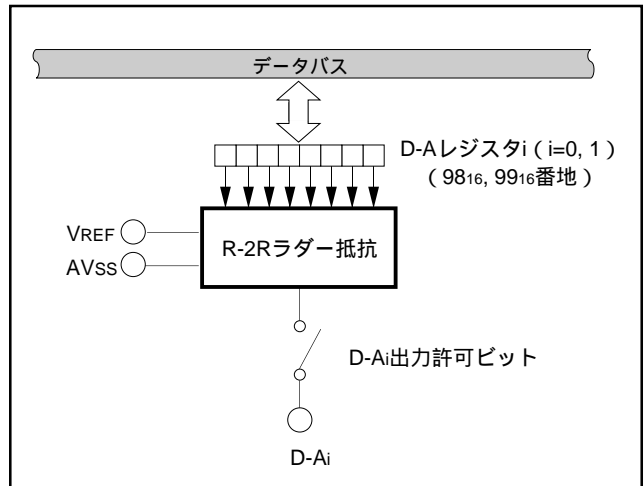 データバス
D-Aレジスタi（i=0, 1）
（9816, 9916番地）
VREF
AVSS
R-2Rラダー抵抗
D-Ai出力許可ビット
D-Ai